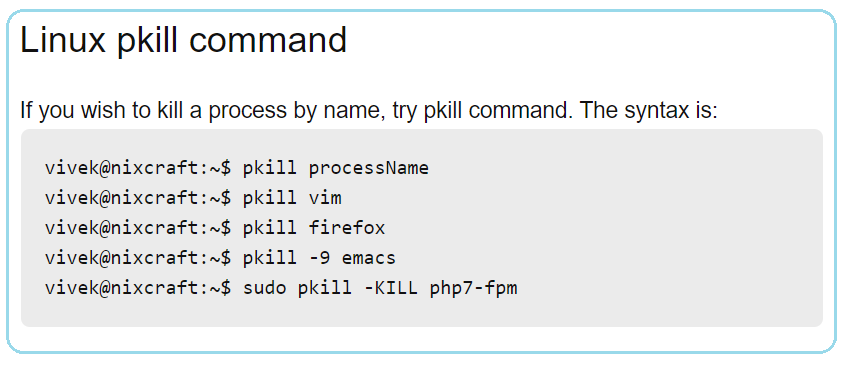 Linux pkill command
If you wish to kill a process by name, try pkill command. The syntax is:
vivek@nixcraft:~$ pkill processName
vivek@nixcraft:~$ pkill vim
vivek@nixcraft:~$ pkill firefox
vivek@nixcraft:~$ pkill -9 emacs
vivek@nixcraft:~$ sudo pkill -KILL php7-fpm